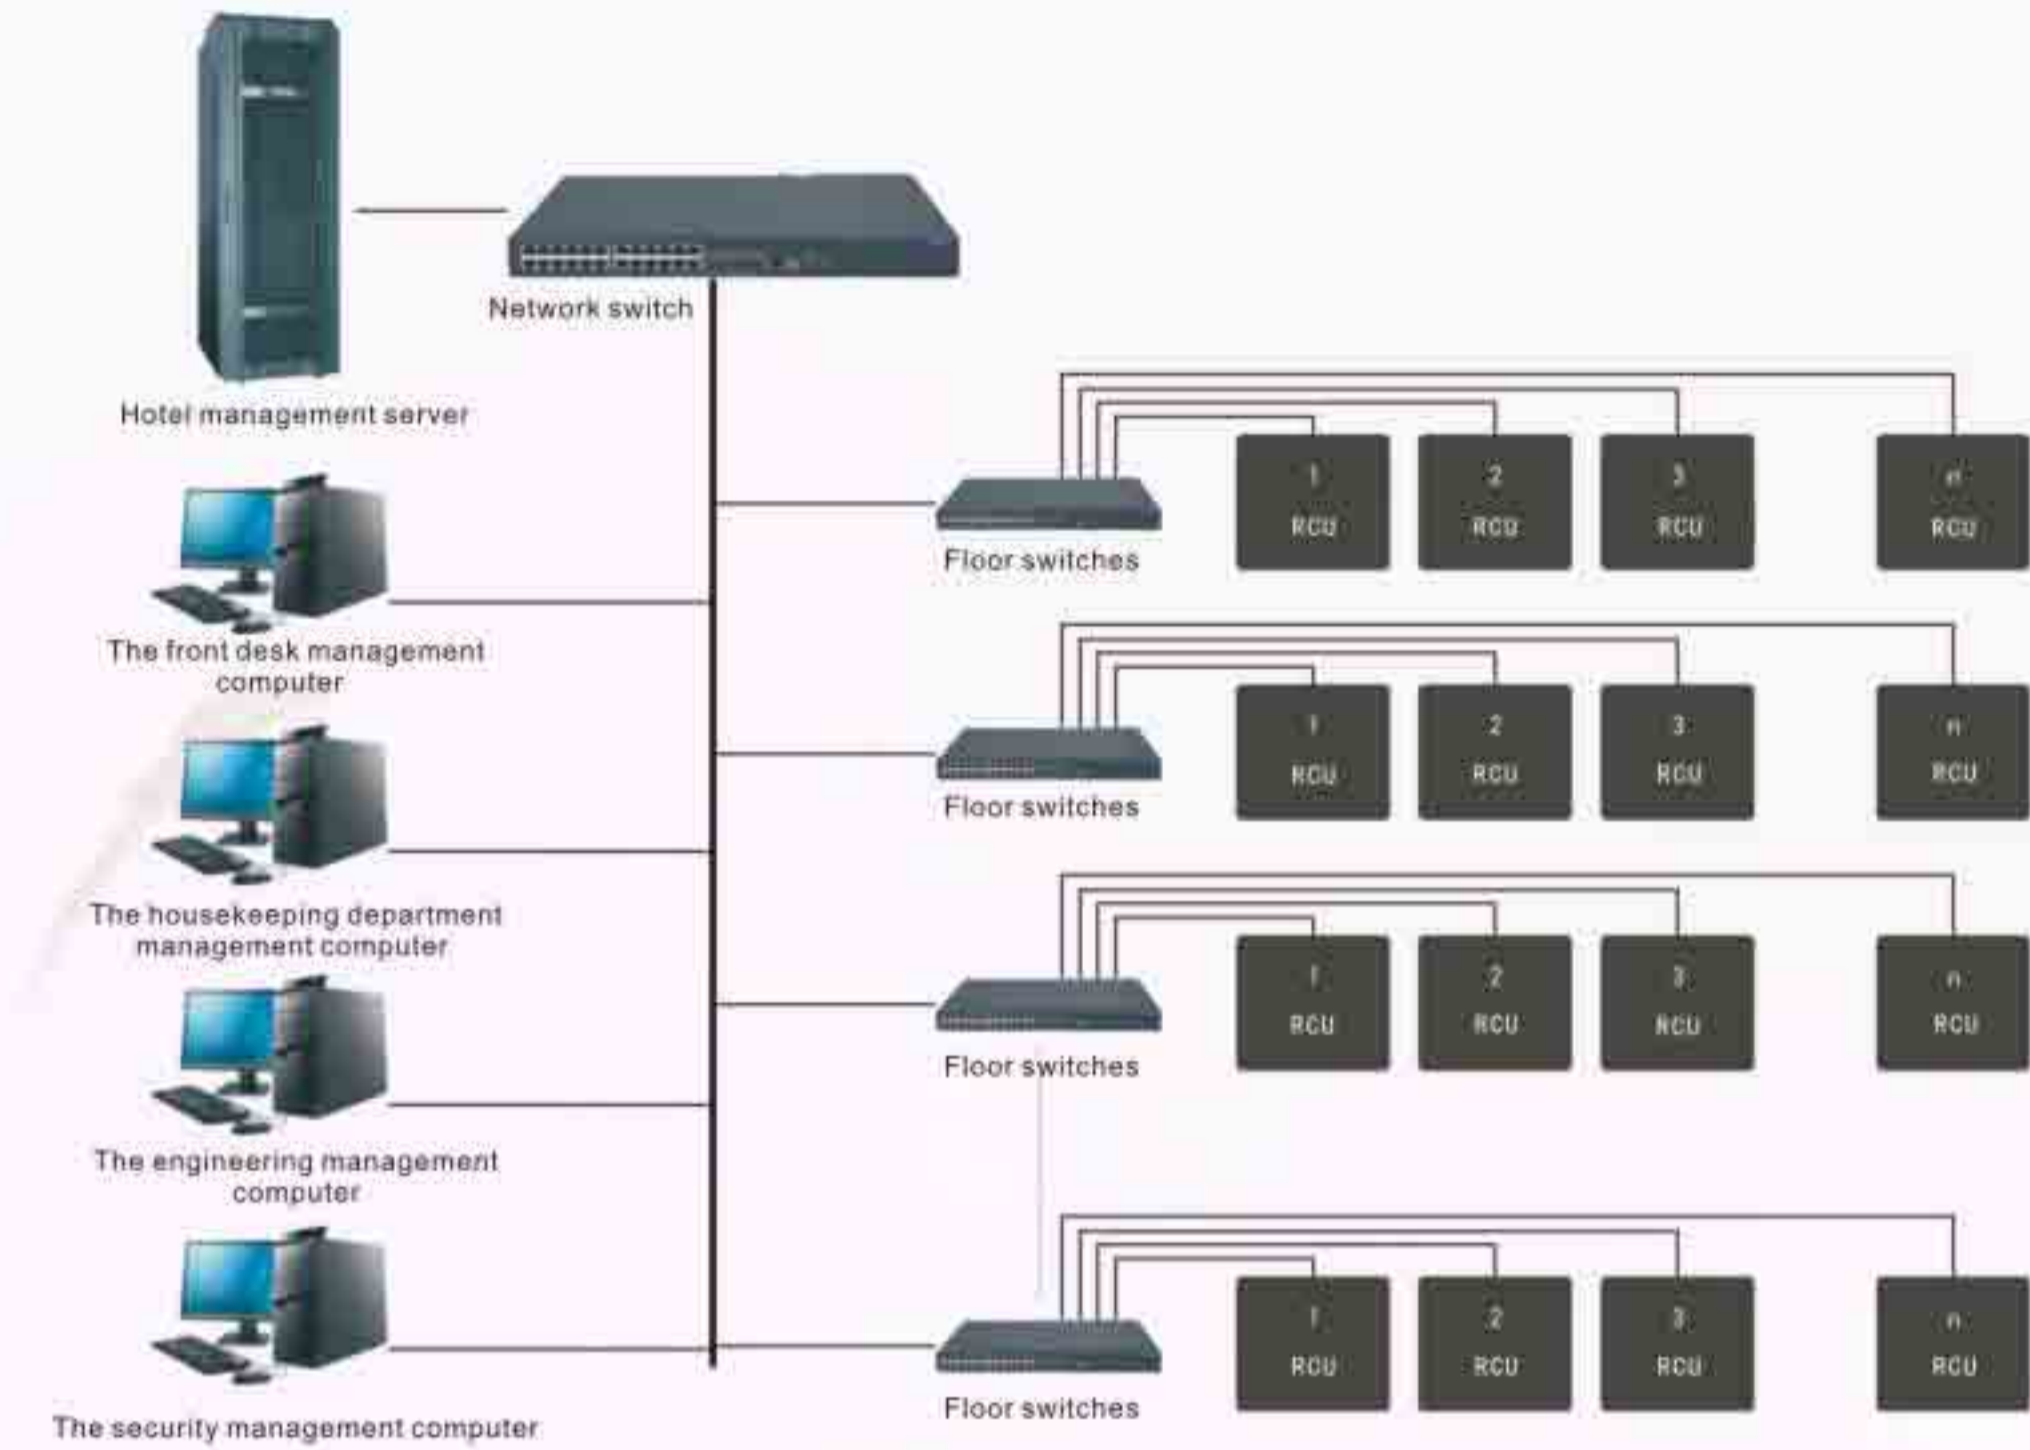 Network switch
Hotel management server
1
2
3
n
RCU
RCU
RCU
RCU
Floor switches
The front desk management
computer
1
2
3
n
RCU
RCU
RCU
RCU
Floor switches
The housekeeping department
management computer
1
2
3
n
RCU
RCU
RCU
RCU
Floor switches
The engineering management
computer
1
2
3
n
RCU
RCU
RCU
RCU
Floor switches
The security management computer